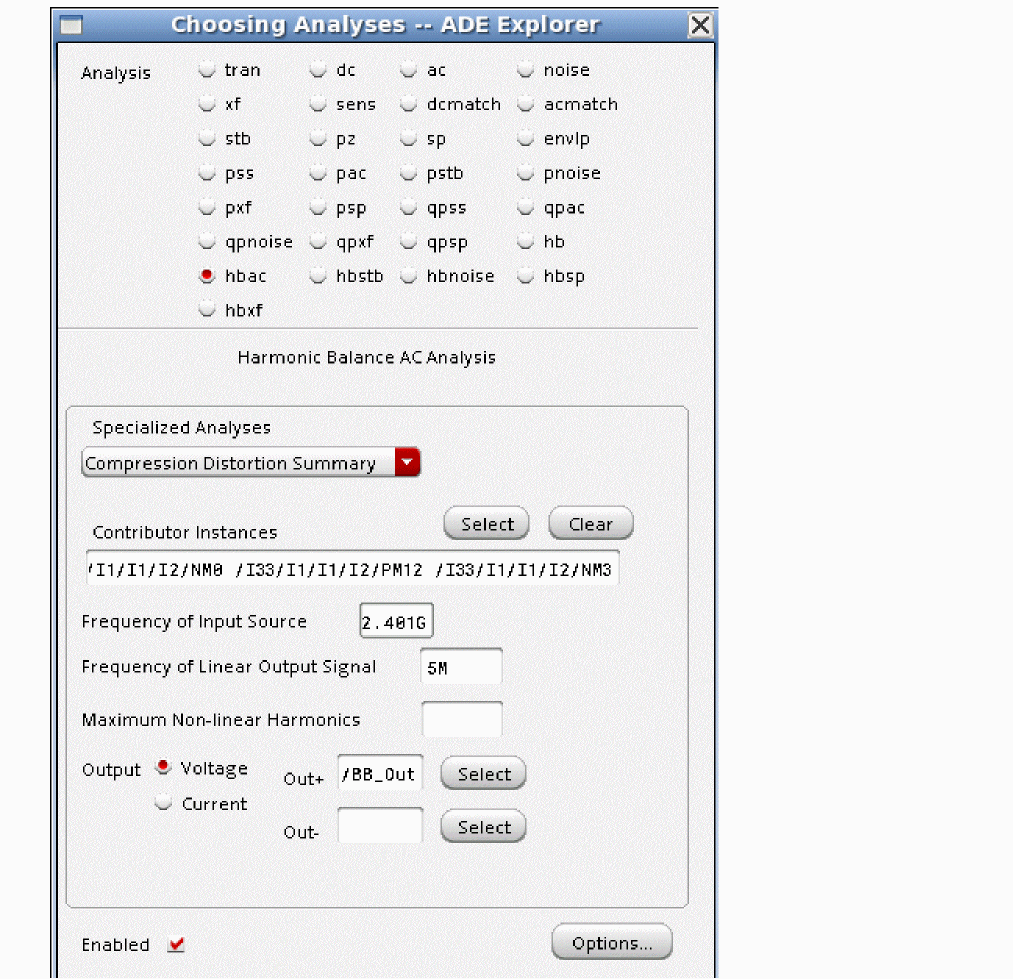 Choosing Analyses -- ADE Explorer
Analysis tran dc ac noise
xf sens dcmatch acmatch
stb pz sp envlp
pss pac pstb pnoise
pxf psp qpss qpac
qpnoise qpxf qpsp hb
hbac hbstb hbnoise hbsp
hbxf
Harmonic Balance AC Analysis
Specialized Analyses
Compression Distortion Summary
Contributor Instances Select Clear
/I1/I1/I2/NM0 /I33/I1/I1/I2/PM12 /I33/I1/I1/I2/NM3
Frequency of Input Source 2.401G
Frequency of Linear Output Signal 5M
Maximum Non-linear Harmonics
Output Voltage Out+ /BB_Out Select
Current
Out- Select
Enabled Options...